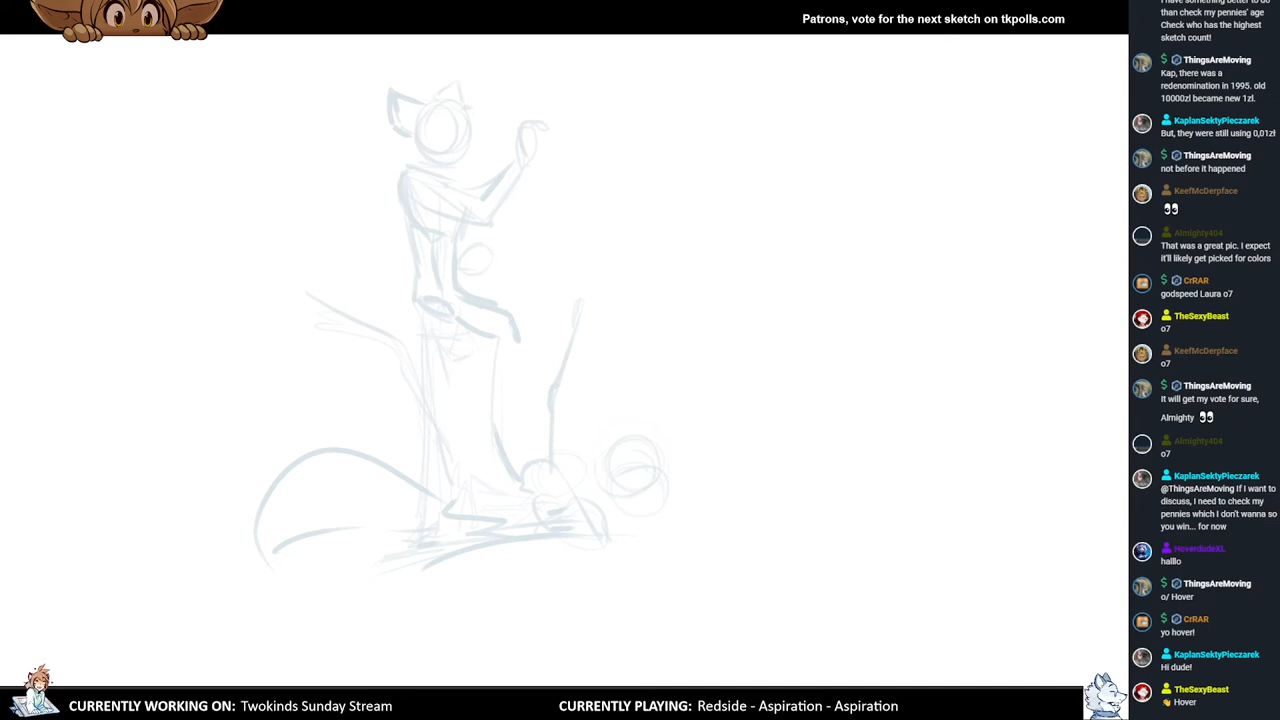 Patrons, vote for the next sketch on tkpolls.com
I have something better to do
than check my pennies' age
Check who has the highest
sketch count!
$ ThingsAreMoving
Kap, there was a
redenomination in 1995. old
10000zl became new 1zl.
KaplanSektyPieczarek
But, they were still using 0,01zł
$ ThingsAreMoving
not before it happened
KeefMcDerpface
👀
Almighty404
That was a great pic. I expect
it'll likely get picked for colors
$ CrRAR
godspeed Laura o7
TheSexyBeast
o7
KeefMcDerpface
o7
$ ThingsAreMoving
It will get my vote for sure,
Almighty 👀
Almighty404
o7
KaplanSektyPieczarek
@ThingsAreMoving If I want to
discuss, I need to check my
pennies which I don't wanna so
you win... for now
HoverdudeXL
halllo
$ ThingsAreMoving
o/ Hover
$ CrRAR
yo hover!
KaplanSektyPieczarek
Hi dude!
TheSexyBeast
👋 Hover
CURRENTLY WORKING ON: Twokinds Sunday Stream
CURRENTLY PLAYING: Redside - Aspiration - Aspiration